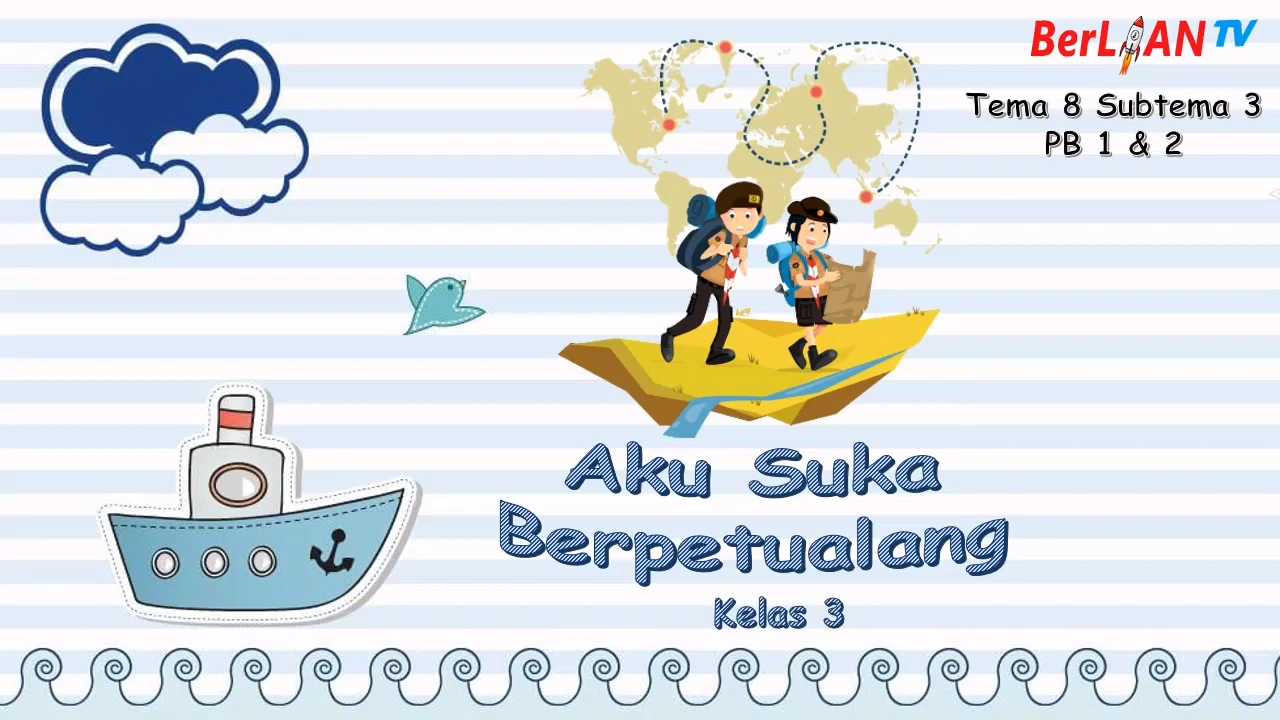 BerLIAN TV
Tema 8 Subtema 3
PB 1 & 2
Aku Suka
Berpetualang
Kelas 3